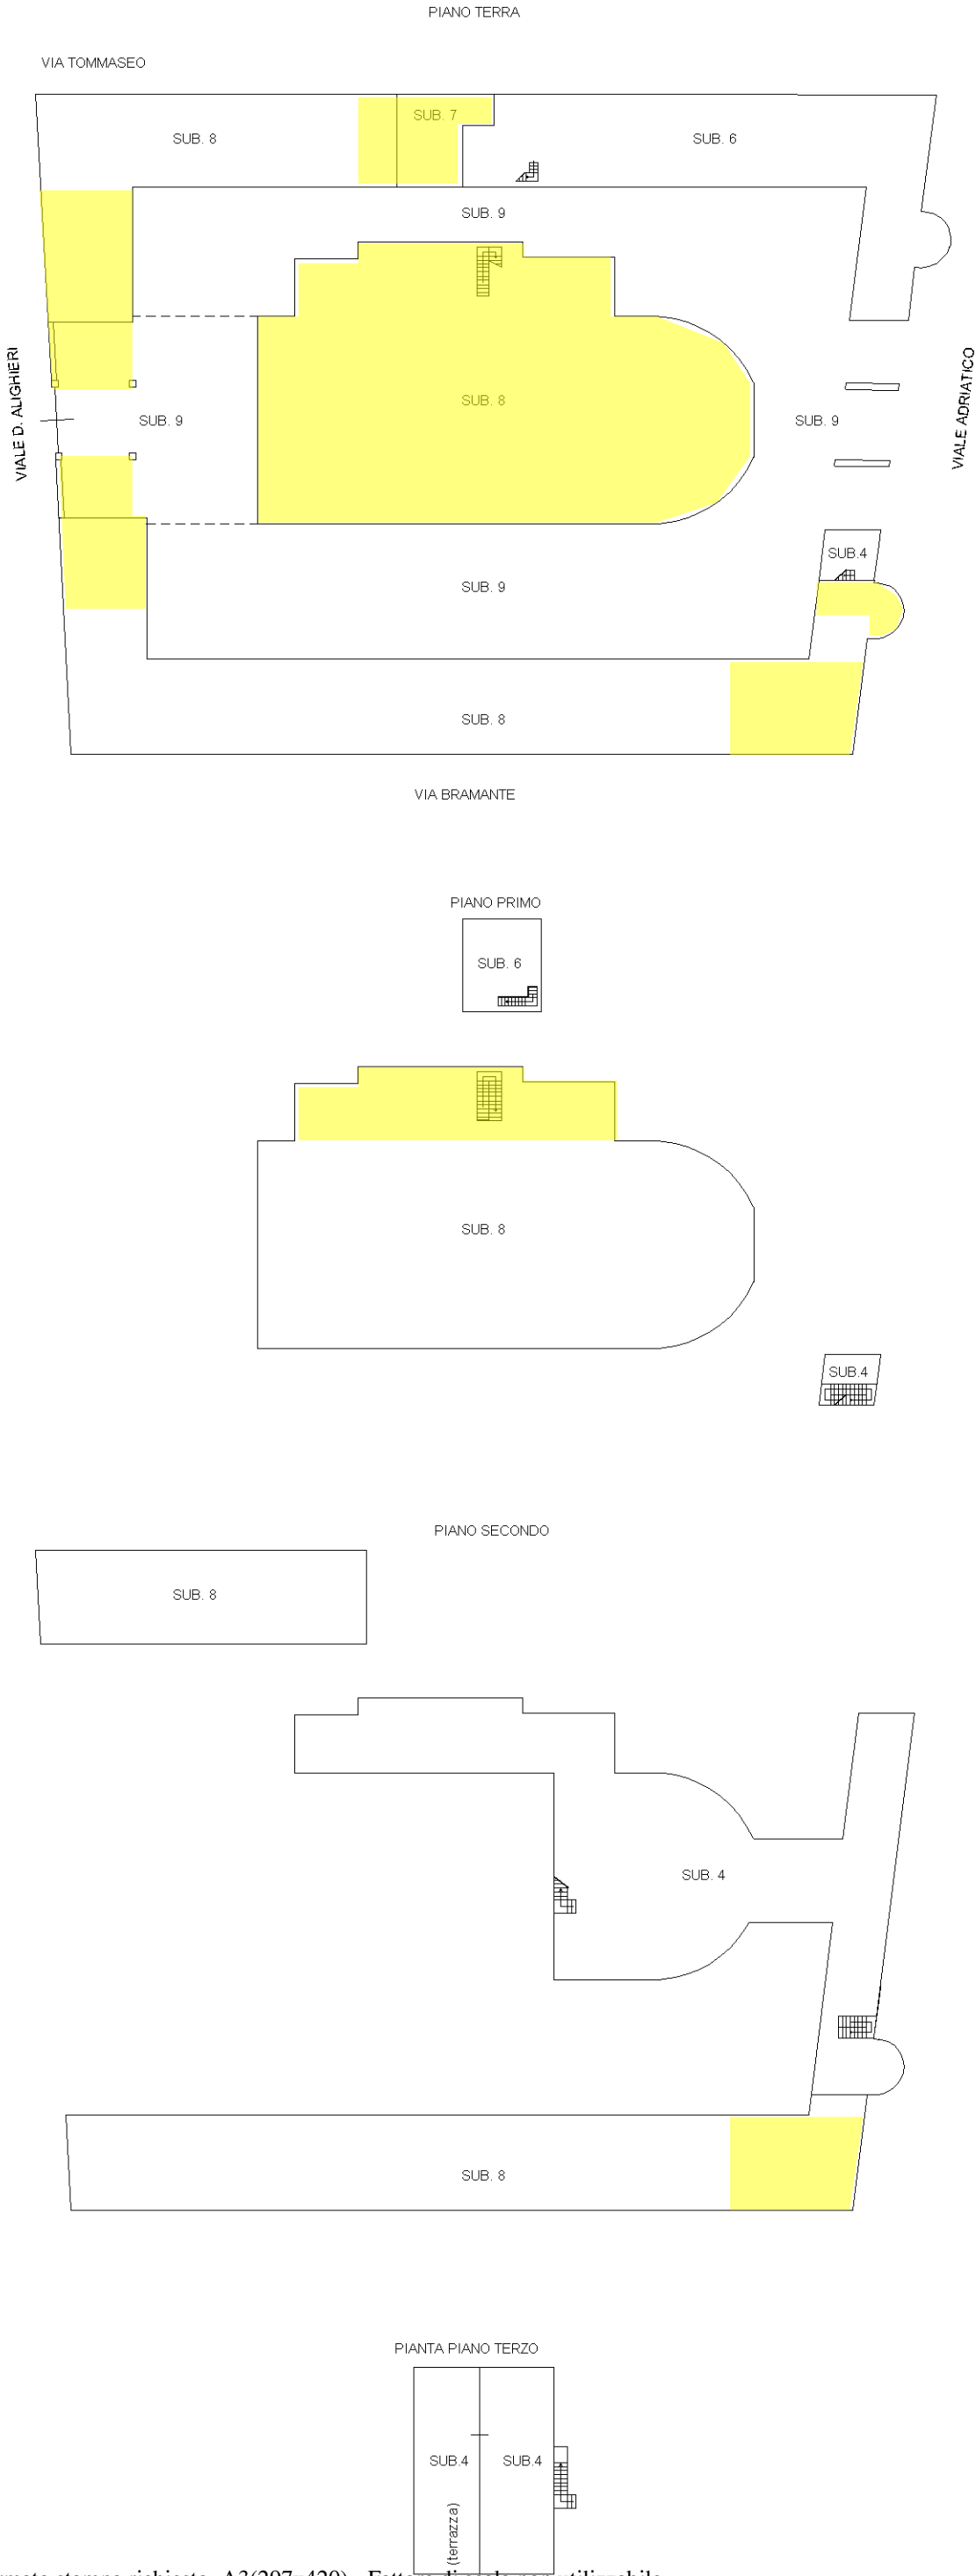 PIANO TERRA
VIA TOMMASEO
SUB. 7
SUB. 8
SUB. 6
SUB. 9
VIALE D. ALIGHIERI
SUB. 8
VIALE ADRIATICO
SUB. 9
SUB. 9
SUB.4
SUB. 9
SUB. 8
VIA BRAMANTE
PIANO PRIMO
SUB. 6
SUB. 8
SUB.4
PIANO SECONDO
SUB. 8
SUB. 4
SUB. 8
PIANTA PIANO TERZO
SUB.4
SUB.4
(terrazza)